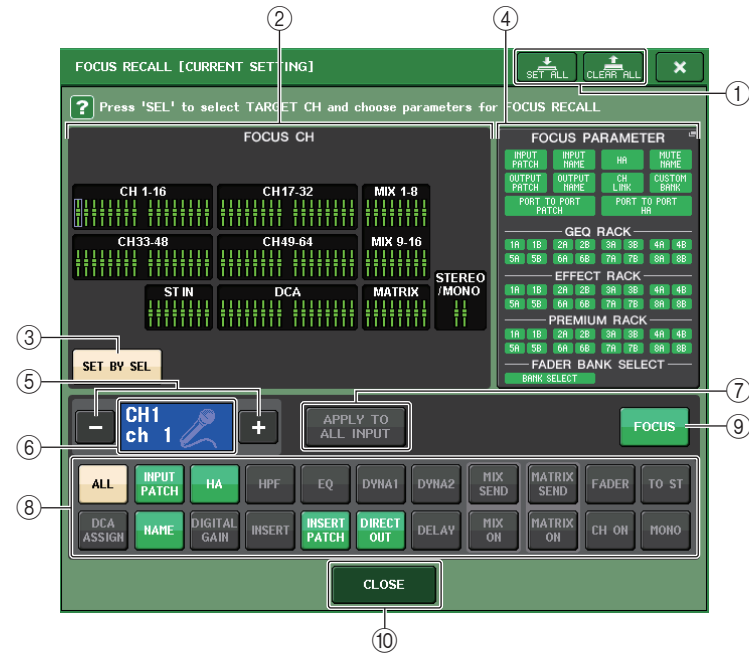 ② ④
FOCUS RECALL [CURRENT SETTING]
SET ALL CLEAR ALL ×
①
? Press 'SEL' to select TARGET CH and choose parameters for FOCUS RECALL
FOCUS CH
CH 1-16 CH17-32 MIX 1-8
CH33-48 CH49-64 MIX 9-16
ST IN DCA MATRIX STEREO /MONO
③
SET BY SEL
FOCUS PARAMETER
INPUT PATCH INPUT NAME HA MUTE NAME
OUTPUT PATCH OUTPUT NAME CH LINK CUSTOM BANK
PORT TO PORT PATCH PORT TO PORT HA
GEQ RACK
1A 1B 2A 2B 3A 3B 4A 4B
5A 5B 6A 6B 7A 7B 8A 8B
EFFECT RACK
1A 1B 2A 2B 3A 3B 4A 4B
5A 5B 6A 6B 7A 7B 8A 8B
PREMIUM RACK
1A 1B 2A 2B 3A 3B 4A 4B
5A 5B 6A 6B 7A 7B 8A 8B
FADER BANK SELECT
BANK SELECT
⑤ ⑦
⑥
− CH1 +
ch 1
APPLY TO
ALL INPUT
FOCUS ⑨
⑧
ALL INPUT PATCH HA HPF EQ DYNA1 DYNA2 MIX SEND MATRIX SEND FADER TO ST
DCA ASSIGN NAME DIGITAL GAIN INSERT INSERT PATCH DIRECT OUT DELAY MIX ON MATRIX ON CH ON MONO
CLOSE
⑩